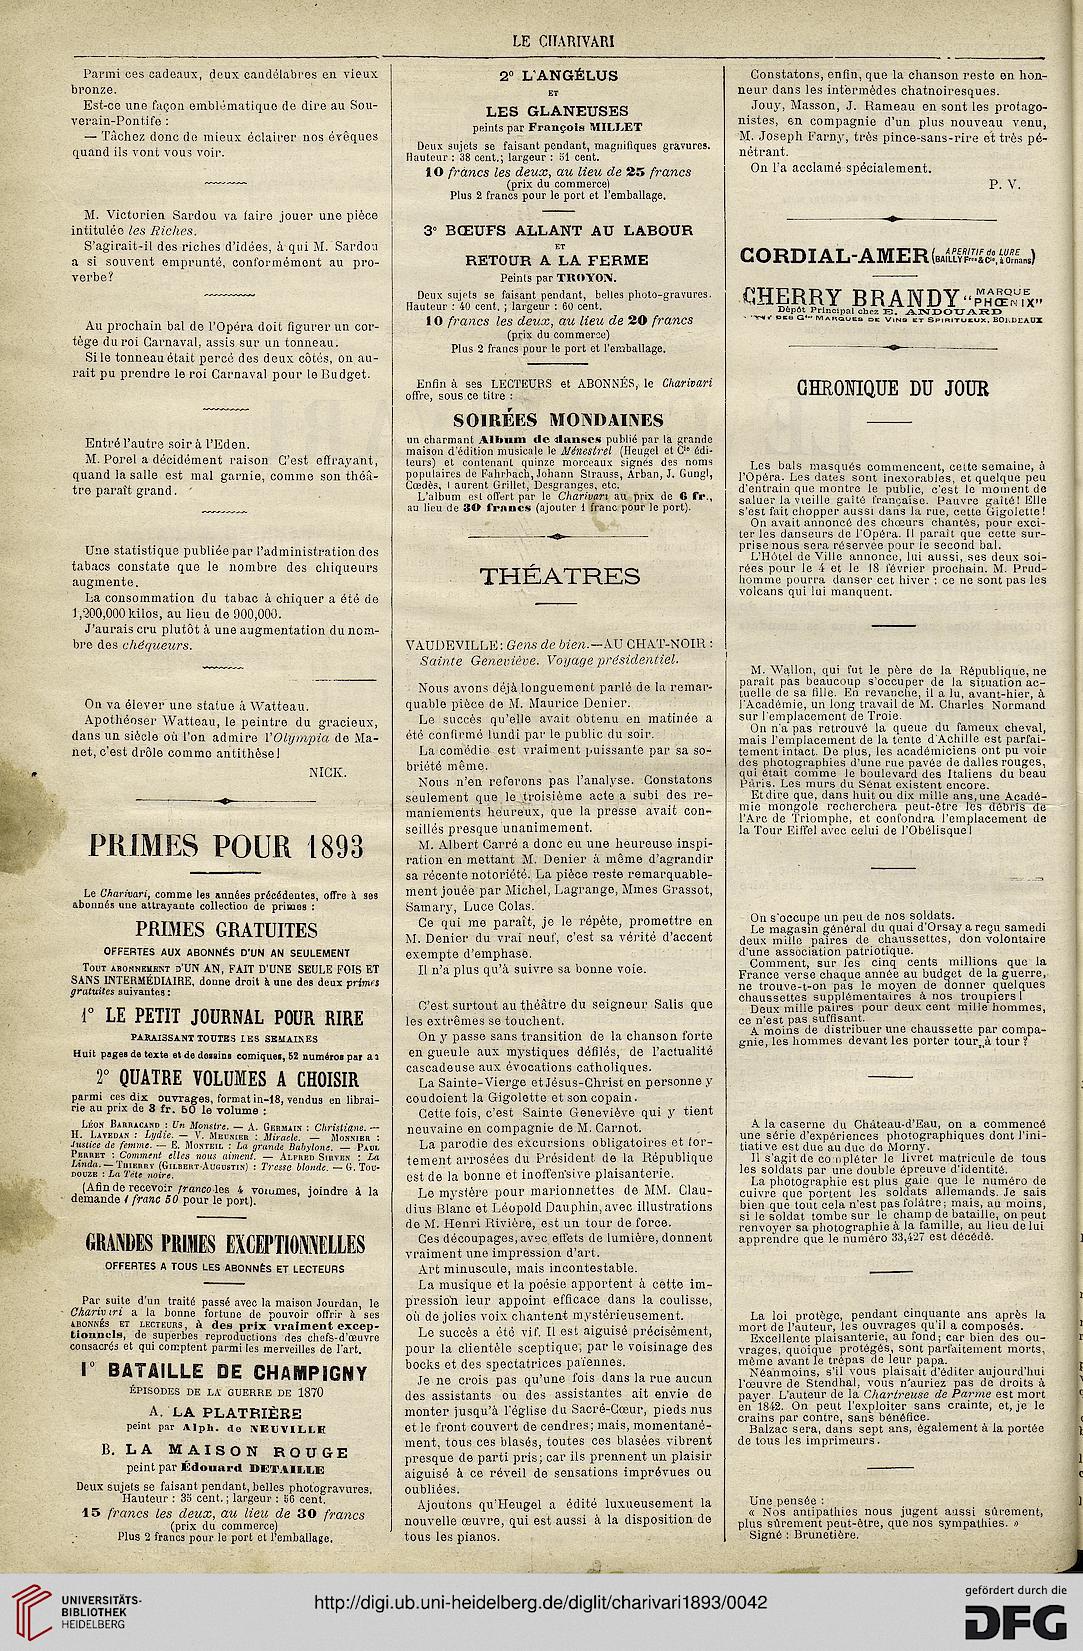 LE CHARIVARI
Parmi ces cadeaux, deux candélabres en vieux
bronze.
Est-ce une façon emblématique de dire au Sou-
verain-Pontife :
— Tâchez donc de mieux éclairer nos évêques
quand ils vont vous voir.
M. Victorien Sardou va faire jouer une pièce
intitulée les Riches.
S'agirait-il des riches d'idées, à qui M. Sardou
a si souvent emprunté, conformément au pro-
verbe?
Au prochain bal de l'Opéra doit figurer un cor-
tège du roi Carnaval, assis sur un tonneau.
Si le tonneau était percé des deux côtés, on au-
rait pu prendre le roi Carnaval pour le Budget.
Entré l'autre soir à l'Eden.
M. Porel a décidément raison C'est effrayant,
quand la salle est mal garnie, comme son théâ-
tre paraît grand.
Une statistique publiée par l'administration des
tabacs constate que le nombre des chiqueurs
augmente.
La consommation du tabac à chiquer a été de
1,200,000 kilos, au lieu de 900,000.
J'aurais cru plutôt à une augmentation du nom-
bre des chéqueurs.
On va élever une statue à Watteau.
Apothéoser Watteau, le peintre du gracieux,
dans un siècle où l'on admire l'Olympia de Ma-
net, c'est drôle comme antithèse!
NICK.
PRIMES POUR 1893
Le Charivari, comme les années précédentes, offre à ses
abonnés une attrayante collection de primes :
PRIMES GRATUITES
OFFERTES AUX ABONNÉS D'UN AN SEULEMENT
TOUT ABONNEMENT D'UN AN, FAIT D'UNE SEULE FOIS ET
SANS INTERMÉDIAIRE, donne droit à une des deux primes
gratuites suivantes :
1° LE PETIT JOURNAL POUR RIRE
PARAISSANT TOUTES LES SEMAINES
Huit pages de texte et de dessins comiques, 52 numéros par an
2° QUATRE VOLUMES A CHOISIR
parmi ces dix ouvrages, format in-18, vendus en librai-
rie au prix de 3 fr. 50 le volume :
LÉON BARRACAND : Un Monstre. — A. GERMAIN : Christiane. —
H. LAVEDAN : Lydie. — V. MEUNIER : Miracle. — MONNIER :
Justice de femme. — E. MONTEIL : La grande Babylone. — PAUL
PERRET : Comment elles nous aiment. — ALFRED SIRVEN : La
Linda. — THIERRY (GILBERT-AUGUSTIN) : Tresse blonde. — G. TOU-
DOUZE : La Tête noire.
(Afin de recevoir franco les 4 volumes, joindre à la
demande 1 franc 50 pour le port).
GRANDES PRIMES EXCEPTIONNELLES
OFFERTES A TOUS LES ABONNÉS ET LECTEURS
Par suite d'un traité passé avec la maison Jourdan, le
Charivari a la bonne fortune de pouvoir offrir à ses
ABONNÉS ET LECTEURS, à des prix vraiment excep-
tionnels, de superbes reproductions des chefs-d'œuvre
consacrés et qui comptent parmi les merveilles de l'art.
1° BATAILLE DE CHAMPIGNY
ÉPISODES DE LA GUERRE DE 1870
A. LA PLATRIÈRE
peint par Alph. de NEUVILLE
B. LA MAISON ROUGE
peint par Édouard DETAILLE
Deux sujets se faisant pendant, belles photogravures.
Hauteur : 35 cent.; largeur : 56 cent.
15 francs les deux, au lieu de 30 francs
(prix du commerce)
Plus 2 francs pour le port et l'emballage.
2° L'ANGÉLUS
ET
LES GLANEUSES
peints par François MILLET
Deux sujets se faisant pendant, magnifiques gravures.
Hauteur : 38 cent.; largeur : 51 cent.
10 francs les deux, au lieu de 25 francs
(prix du commerce)
Plus 2 francs pour le port et l'emballage.
3° BŒUFS ALLANT AU LABOUR
ET
RETOUR A LA FERME
Peints par TROYON.
Deux sujets se faisant pendant, belles photo-gravures.
Hauteur : 40 cent.; largeur : 60 cent.
10 francs les deux, au lieu de 20 francs
(prix du commerce)
Plus 2 francs pour le port et l'emballage.
Enfin à ses LECTEURS et ABONNÉS, le Charivari
offre, sous ce titre :
SOIRÉES MONDAINES
un charmant Album de danses publié par la grande
maison d'édition musicale le Ménestrel (Heugel et Cie édi-
teurs) et contenant quinze morceaux signés des noms
populaires de Fahrbach, Johann Strauss, Arban, J. Gungl,
Cœdès, Laurent Grillet, Desgranges, etc.
L'album est offert par le Charivari au prix de 6 fr.,
au lieu de 30 francs (ajouter 1 franc pour le port).
THÉATRES
VAUDEVILLE: Gens de bien.—AU CHAT-NOIR :
Sainte Geneviève. Voyage présidentiel.
Nous avons déjà longuement parlé de la remar-
quable pièce de M. Maurice Denier.
Le succès qu'elle avait obtenu en matinée a
été confirmé lundi par le public du soir.
La comédie est vraiment puissante par sa so-
briété même.
Nous n'en referons pas l'analyse. Constatons
seulement que le troisième acte a subi des re-
maniements heureux, que la presse avait con-
seillés presque unanimement.
M. Albert Carré a donc eu une heureuse inspi-
ration en mettant M. Denier à même d'agrandir
sa récente notoriété. La pièce reste remarquable-
ment jouée par Michel, Lagrange, Mmes Grassot,
Samary, Luce Colas.
Ce qui me paraît, je le répète, promettre en
M. Denier du vrai neuf, c'est sa vérité d'accent
exempte d'emphase.
Il n'a plus qu'à suivre sa bonne voie.
C'est surtout au théâtre du seigneur Salis que
les extrêmes se touchent.
On y passe sans transition de la chanson forte
en gueule aux mystiques défilés, de l'actualité
cascadeuse aux évocations catholiques.
La Sainte-Vierge et Jésus-Christ en personne y
coudoient la Gigolette et son copain.
Cette fois, c'est Sainte Geneviève qui y tient
neuvaine en compagnie de M. Carnot.
La parodie des excursions obligatoires et for-
tement arrosées du Président de la République
est de la bonne et inoffensive plaisanterie.
Le mystère pour marionnettes de MM. Clau-
dius Blanc et Léopold Dauphin, avec illustrations
de M. Henri Rivière, est un tour de force.
Ces découpages, avec effets de lumière, donnent
vraiment une impression d'art.
Art minuscule, mais incontestable.
La musique et la poésie apportent à cette im-
pression leur appoint efficace dans la coulisse,
où de jolies voix chantent mystérieusement.
Le succès a été vif. Il est aiguisé précisément,
pour la clientèle sceptique, par le voisinage des
bocks et des spectatrices païennes.
Je ne crois pas qu'une fois dans la rue aucun
des assistants ou des assistantes ait envie de
monter jusqu'à l'église du Sacré-Cœur, pieds nus
et le front couvert de cendres; mais, momentané-
ment, tous ces blasés, toutes ces blasées vibrent
presque de parti pris; car ils prennent un plaisir
aiguisé à ce réveil de sensations imprévues ou
oubliées.
Ajoutons qu'Heugel a édité luxueusement la
nouvelle œuvre, qui est aussi à la disposition de
tous les pianos.
Constatons, enfin, que la chanson reste en hon-
neur dans les intermèdes chatnoiresques.
Jouy, Masson, J. Rameau en sont les protago-
nistes, en compagnie d'un plus nouveau venu,
M. Joseph Farny, très pince-sans-rire et très pé-
nétrant.
On l'a acclamé spécialement.
P. V.
CORDIAL-AMER (APERITIF de LURE BAILLY Fres & Cie, à Ornans)
CHERRY BRANDY "MARQUE PHŒNIX"
Dépôt Principal chez E. ANDOUARD
DES Gdes MARQUES DE VINS ET SPIRITUEUX, BORDEAUX
CHRONIQUE DU JOUR
Les bals masqués commencent, cette semaine, à
l'Opéra. Les dates sont inexorables, et quelque peu
d'entrain que montre le public, c'est le moment de
saluer la vieille gaîté française. Pauvre gaîté! Elle
s'est fait chopper aussi dans la rue, cette Gigolette!
On avait annoncé des chœurs chantés, pour exci-
ter les danseurs de l'Opéra. Il paraît que cette sur-
prise nous sera réservée pour le second bal.
L'Hôtel de Ville annonce, lui aussi, ses deux soi-
rées pour le 4 et le 18 février prochain. M. Prud-
homme pourra danser cet hiver : ce ne sont pas les
volcans qui lui manquent.
M. Wallon, qui fut le père de la République, ne
paraît pas beaucoup s'occuper de la situation ac-
tuelle de sa fille. En revanche, il a lu, avant-hier, à
l'Académie, un long travail de M. Charles Normand
sur l'emplacement de Troie.
On n'a pas retrouvé la queue du fameux cheval,
mais l'emplacement de la tente d'Achille est parfai-
tement intact. De plus, les académiciens ont pu voir
des photographies d'une rue pavée de dalles rouges,
qui était comme le boulevard des Italiens du beau
Pâris. Les murs du Sénat existent encore.
Et dire que, dans huit ou dix mille ans, une Acadé-
mie mongole recherchera peut-être les débris de
l'Arc de Triomphe, et confondra l'emplacement de
la Tour Eiffel avec celui de l'Obélisque!
On s'occupe un peu de nos soldats.
Le magasin général du quai d'Orsay a reçu samedi
deux mille paires de chaussettes, don volontaire
d'une association patriotique.
Comment, sur les cinq cents millions que la
France verse chaque année au budget de la guerre,
ne trouve-t-on pas le moyen de donner quelques
chaussettes supplémentaires à nos troupiers!
Deux mille paires pour deux cent mille hommes,
ce n'est pas suffisant.
A moins de distribuer une chaussette par compa-
gnie, les hommes devant les porter tour à tour?
A la caserne du Château-d'Eau, on a commencé
une série d'expériences photographiques dont l'ini-
tiative est due au duc de Morny.
Il s'agit de compléter le livret matricule de tous
les soldats par une double épreuve d'identité.
La photographie est plus gaie que le numéro de
cuivre que portent les soldats allemands. Je sais
bien que tout cela n'est pas folâtre; mais, au moins,
si le soldat tombe sur le champ de bataille, on peut
renvoyer sa photographie à la famille, au lieu de lui
apprendre que le numéro 33,427 est décédé.
La loi protège, pendant cinquante ans après la
mort de l'auteur, les ouvrages qu'il a composés.
Excellente plaisanterie, au fond; car bien des ou-
vrages, quoique protégés, sont parfaitement morts,
même avant le trépas de leur papa.
Néanmoins, s'il vous plaisait d'éditer aujourd'hui
l'œuvre de Stendhal, vous n'auriez pas de droits à
payer. L'auteur de la Chartreuse de Parme est mort
en 1842. On peut l'exploiter sans crainte, et, je le
crains par contre, sans bénéfice.
Balzac sera, dans sept ans, également à la portée
de tous les imprimeurs.
Une pensée :
« Nos antipathies nous jugent aussi sûrement,
plus sûrement peut-être, que nos sympathies. »
Signé : Brunetière.
UNIVERSITÄTS-
BIBLIOTHEK
HEIDELBERG
http://digi.ub.uni-heidelberg.de/diglit/charivari1893/0042
gefördert durch die
DFG